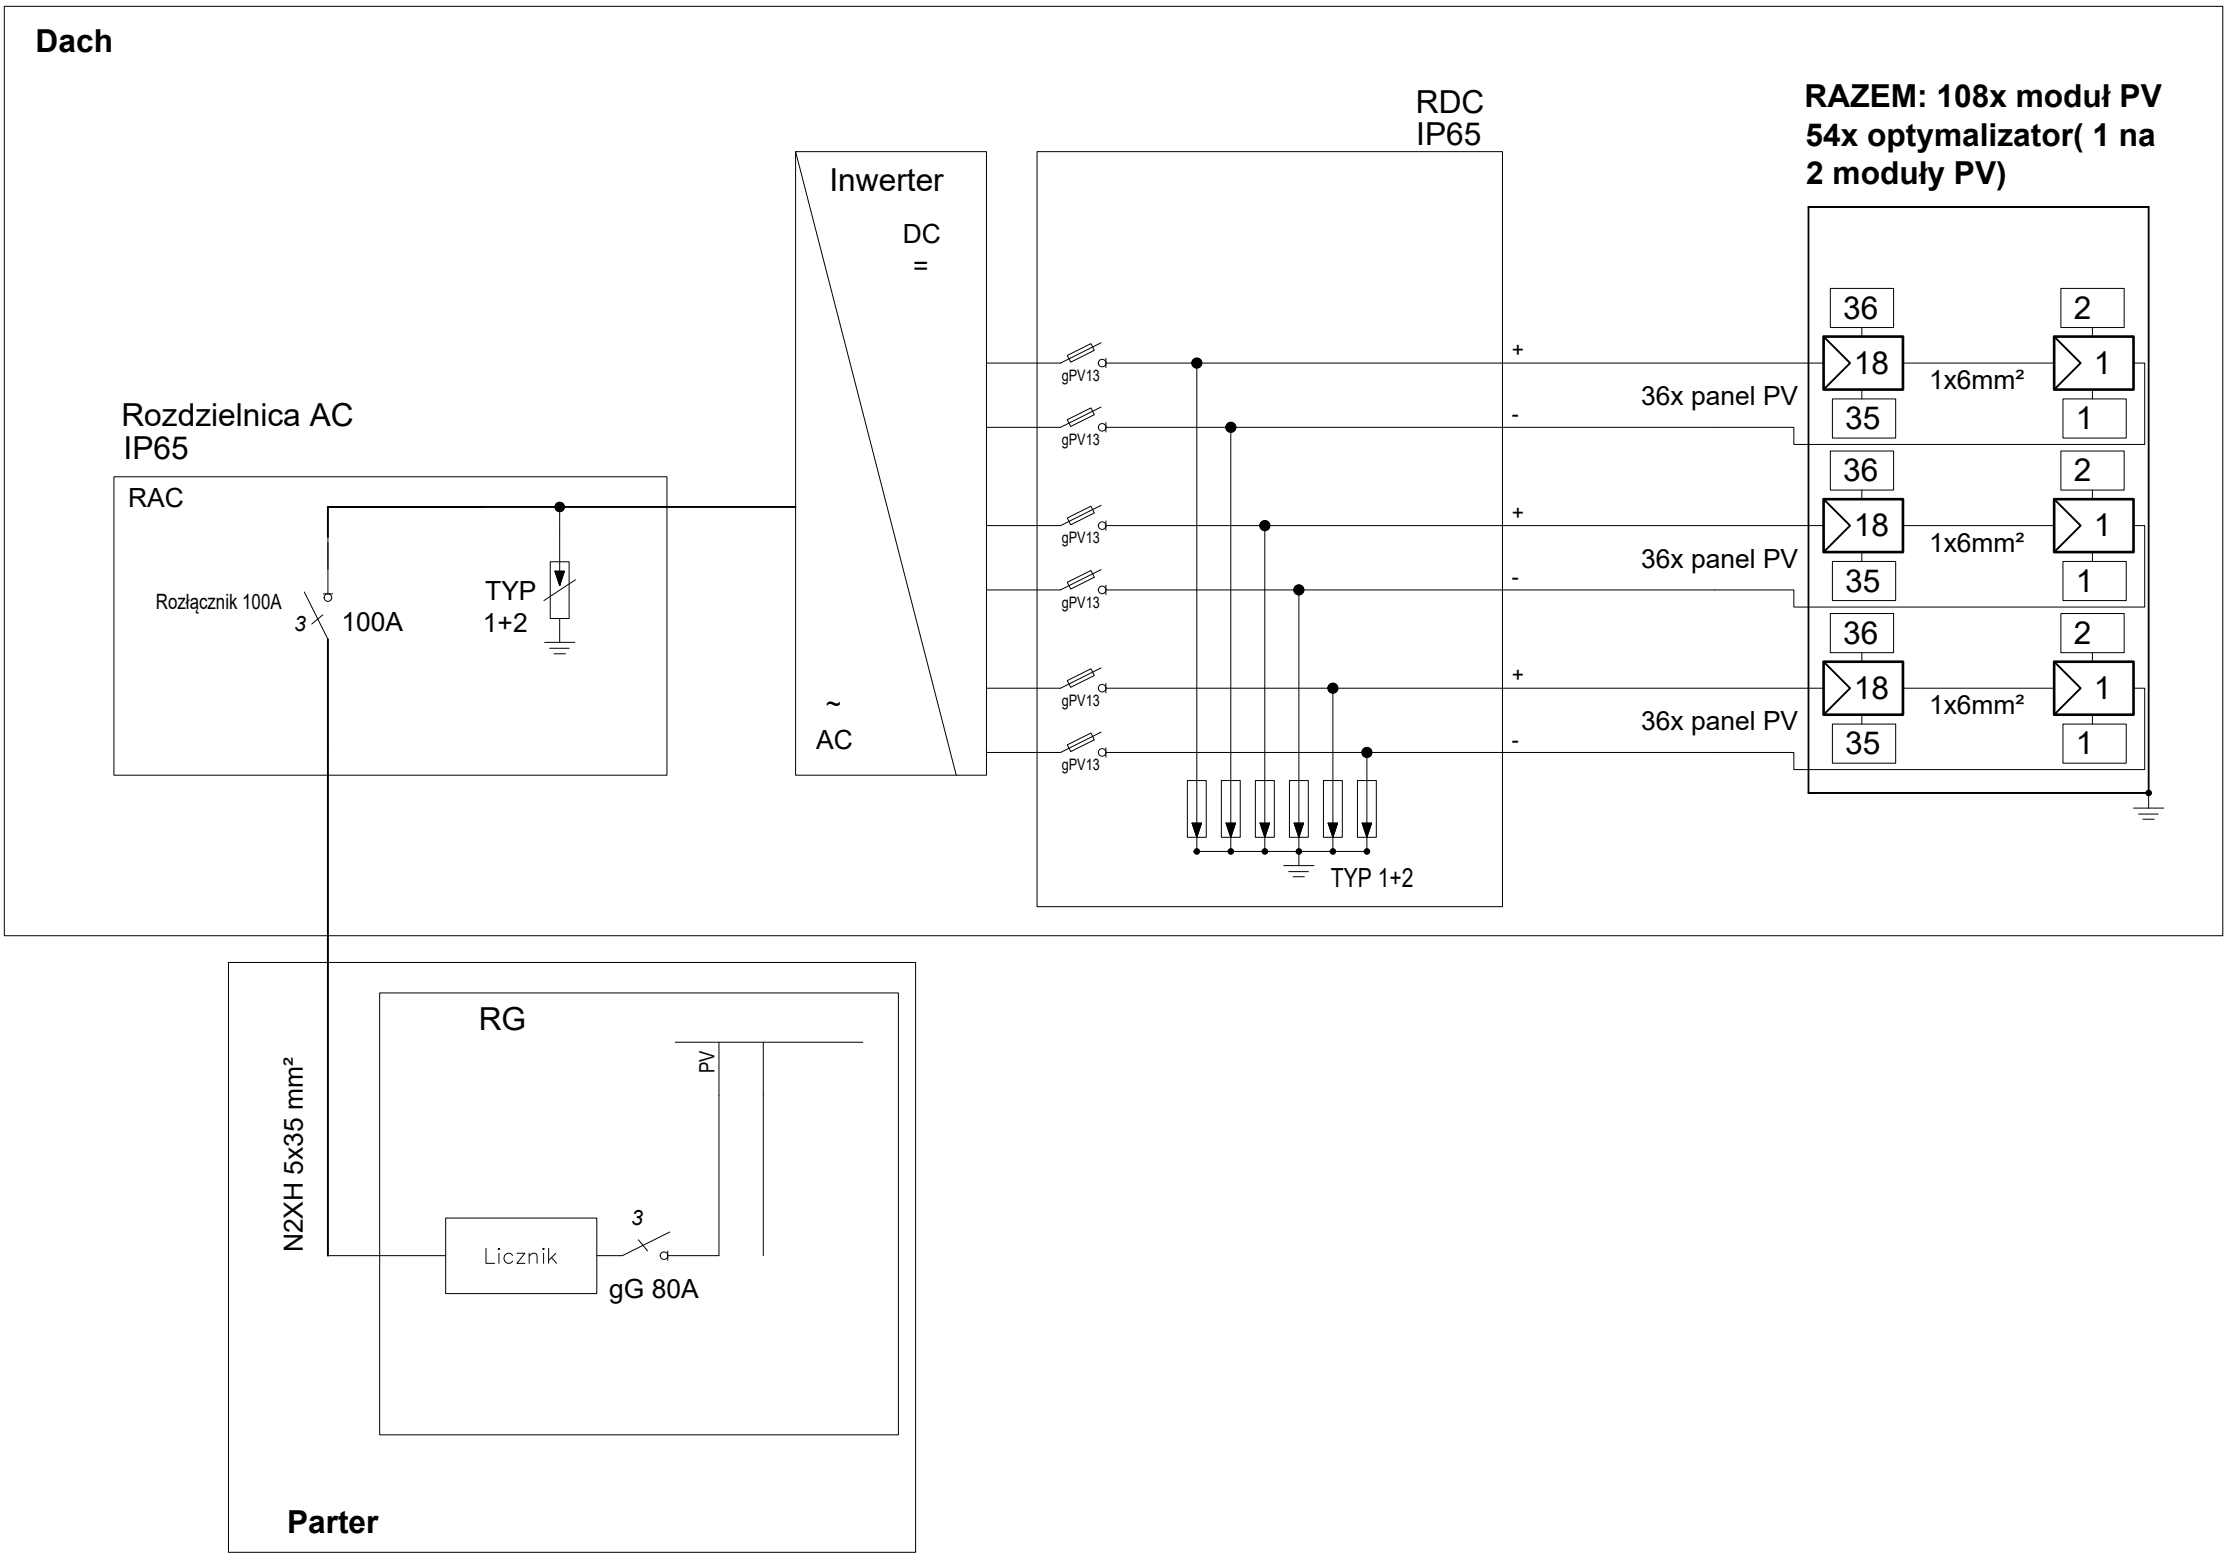 Dach
RAZEM: 108x moduł PV
54x optymalizator( 1 na
2 moduły PV)
RDC
IP65
Inwerter
DC
=
~
AC
Rozdzielnica AC
IP65
RAC
Rozłącznik 100A
3
100A
TYP
1+2
gPV13
gPV13
gPV13
gPV13
gPV13
gPV13
TYP 1+2
+
36x panel PV
-
+
36x panel PV
-
+
36x panel PV
-
36
2
18
1x6mm²
1
35
1
36
2
18
1x6mm²
1
35
1
36
2
18
1x6mm²
1
35
1
RG
PV
N2XH 5x35 mm²
Licznik
3
gG 80A
Parter